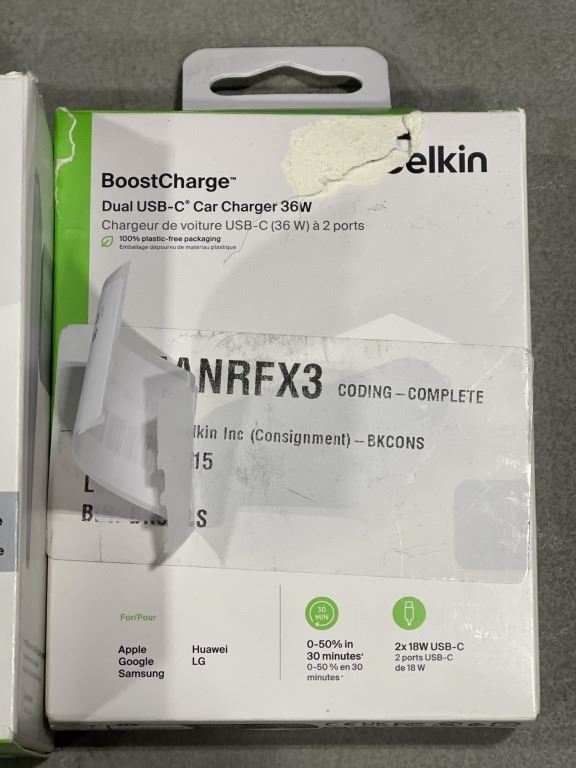 elkin
BoostCharge™
Dual USB-C® Car Charger 36W
Chargeur de voiture USB-C (36 W) à 2 ports
100% plastic-free packaging
Emballage dépourvu de matériau plastique
ANRFX3 CODING-COMPLETE
lkin Inc (Consignment)-BKCONS
15
L
B S
For/Pour
Apple
Google
Samsung
Huawei
LG
30
MIN
0-50% in
30 minutes*
0-50 % en 30
minutes*
2x 18W USB-C
2 ports USB-C
de 18 W
e
e